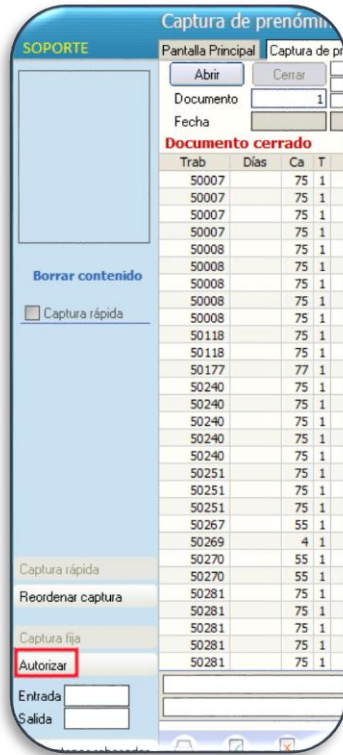 Captura de prenómin
SOPORTE
Pantalla Principal Captura de pr
Abrir Cerrar
Documento 1
Fecha
Documento cerrado
Trab Días Ca T
50007 75 1
50007 75 1
50007 75 1
50007 75 1
50008 75 1
50008 75 1
Borrar contenido
50008 75 1
50008 75 1
Captura rápida
50008 75 1
50118 75 1
50118 75 1
50177 77 1
50240 75 1
50240 75 1
50240 75 1
50240 75 1
50240 75 1
50251 75 1
50251 75 1
50251 75 1
50267 55 1
50269 4 1
Captura rápida
50270 55 1
50270 55 1
Reordenar captura
50281 75 1
50281 75 1
Captura fija
50281 75 1
50281 75 1
Autorizar
50281 75 1
Entrada
Salida